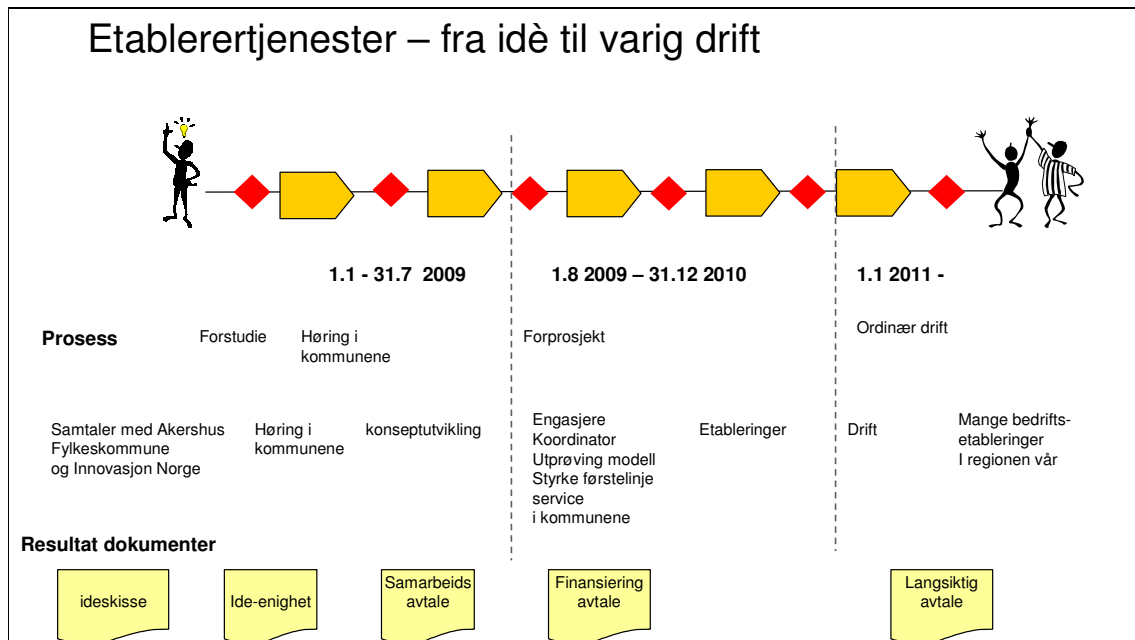 Etablerertjenester – fra idè til varig drift
1.1 - 31.7 2009
1.8 2009 – 31.12 2010
1.1 2011 -
Prosess
Forstudie
Høring i
kommunene
Forprosjekt
Ordinær drift
Samtaler med Akershus
Fylkeskommune
og Innovasjon Norge
Høring i
kommunene
konseptutvikling
Engasjere
Koordinator
Utprøving modell
Styrke førstelinje
service
i kommunene
Etableringer
Drift
Mange bedrifts-
etableringer
I regionen vår
Resultat dokumenter
ideskisse
Ide-enighet
Samarbeids
avtale
Finansiering
avtale
Langsiktig
avtale